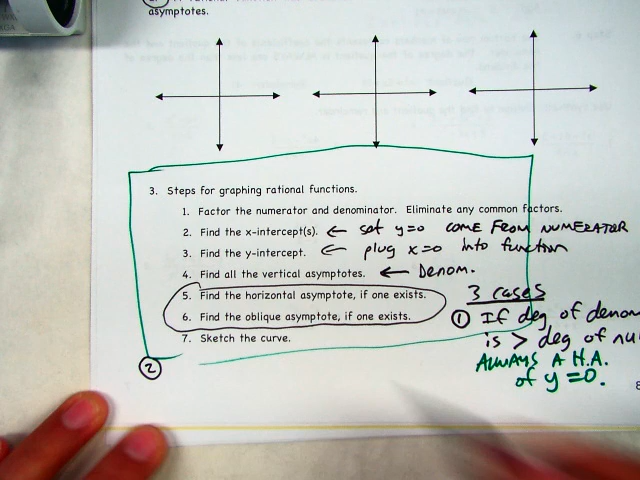 asymptotes.
3. Steps for graphing rational functions.
1. Factor the numerator and denominator. Eliminate any common factors.
2. Find the x-intercept(s). ← set y=0 COME FROM NUMERATOR
3. Find the y-intercept. ← plug x=0 into function
4. Find all the vertical asymptotes. ← Denom.
5. Find the horizontal asymptote, if one exists.
6. Find the oblique asymptote, if one exists.
7. Sketch the curve.
3 cases
① If deg of denom
is > deg of nu
ALWAYS A H.A.
of y=0.
②
8